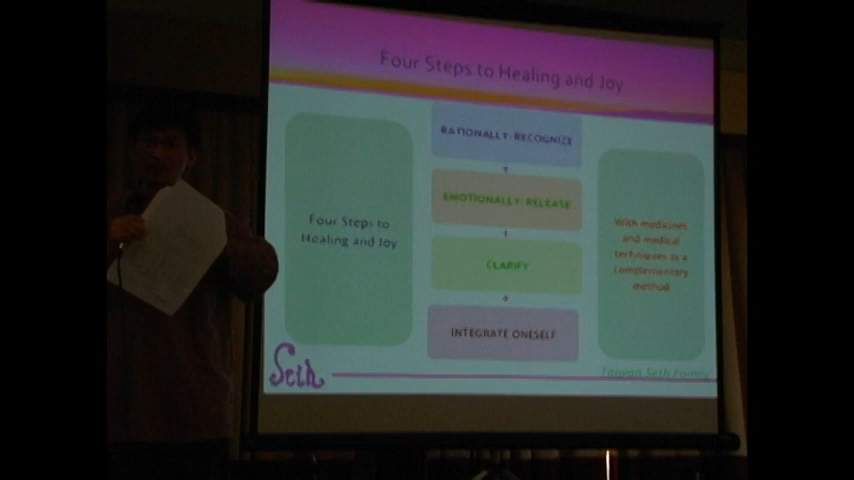 Four Steps to Healing and Joy
RATIONALLY: RECOGNIZE
EMOTIONALLY: RELEASE
CLARIFY
INTEGRATE ONESELF
Four Steps to
Healing and Joy
With medicines
and medical
techniques as a
complementary
method
Seth
Taiwan Seth